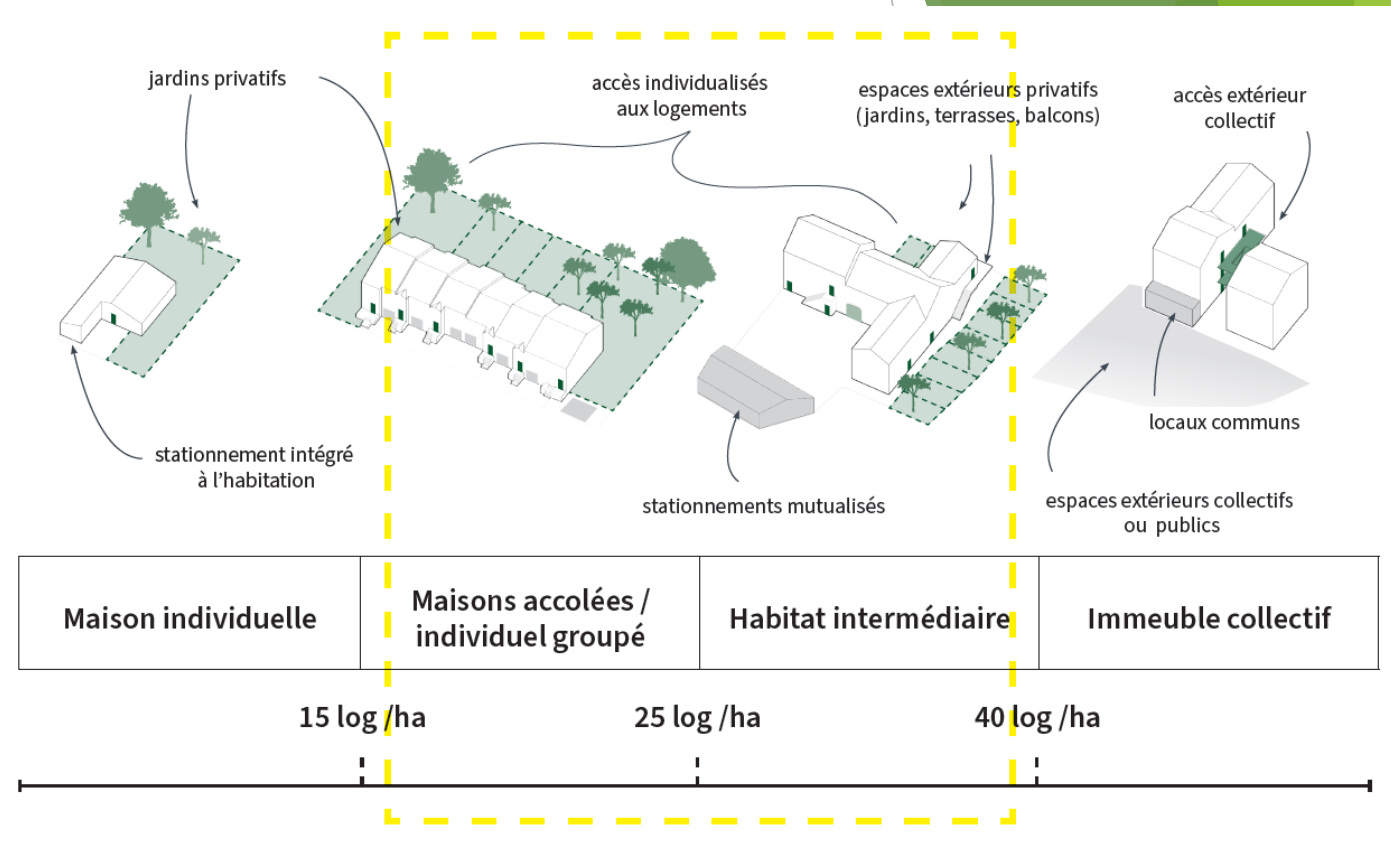 jardins privatifs
accès individualisés
aux logements
espaces extérieurs privatifs
(jardins, terrasses, balcons)
accès extérieur
collectif
stationnement intégré
à l'habitation
stationnements mutualisés
locaux communs
espaces extérieurs collectifs
ou publics
Maison individuelle
Maisons accolées /
individuel groupé
Habitat intermédiaire
Immeuble collectif
15 log /ha
25 log /ha
40 log /ha